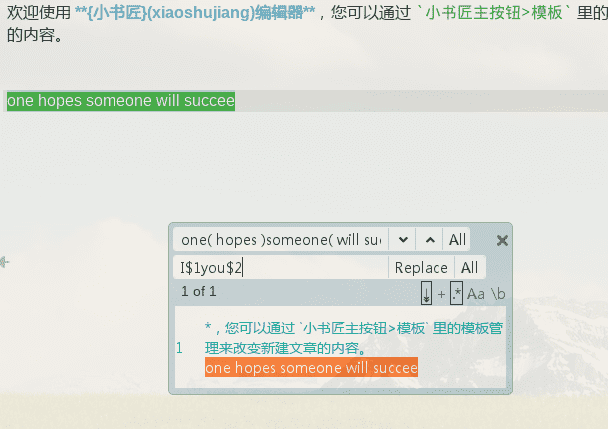 欢迎使用 **{小书匠}(xiaoshujiang)编辑器**，您可以通过 `小书匠主按钮>模板` 里的
的内容。
one hopes someone will succee
one( hopes )someone( will suc
All
I$1you$2
Replace
All
1 of 1
+ .* Aa \b
1
*，您可以通过 `小书匠主按钮>模板` 里的模板管
理来改变新建文章的内容。
one hopes someone will succee